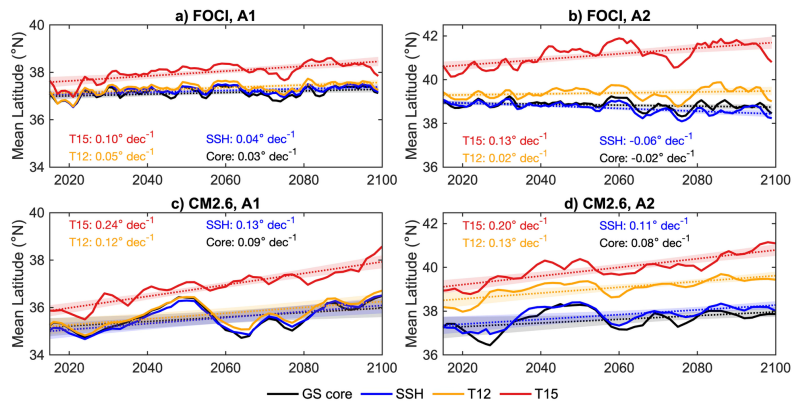 a) FOCI, A1
b) FOCI, A2
Mean Latitude (°N)
40
38
36
34
T15: 0.10° dec⁻¹
SSH: 0.04° dec⁻¹
T12: 0.05° dec⁻¹
Core: 0.03° dec⁻¹
2020
2040
2060
2080
2100
Mean Latitude (°N)
42
40
38
36
T15: 0.13° dec⁻¹
SSH: -0.06° dec⁻¹
T12: 0.02° dec⁻¹
Core: -0.02° dec⁻¹
2020
2040
2060
2080
2100
c) CM2.6, A1
d) CM2.6, A2
Mean Latitude (°N)
40
38
36
34
T15: 0.24° dec⁻¹
SSH: 0.13° dec⁻¹
T12: 0.12° dec⁻¹
Core: 0.09° dec⁻¹
2020
2040
2060
2080
2100
Mean Latitude (°N)
42
40
38
36
T15: 0.20° dec⁻¹
SSH: 0.11° dec⁻¹
T12: 0.13° dec⁻¹
Core: 0.08° dec⁻¹
2020
2040
2060
2080
2100
GS core SSH T12 T15